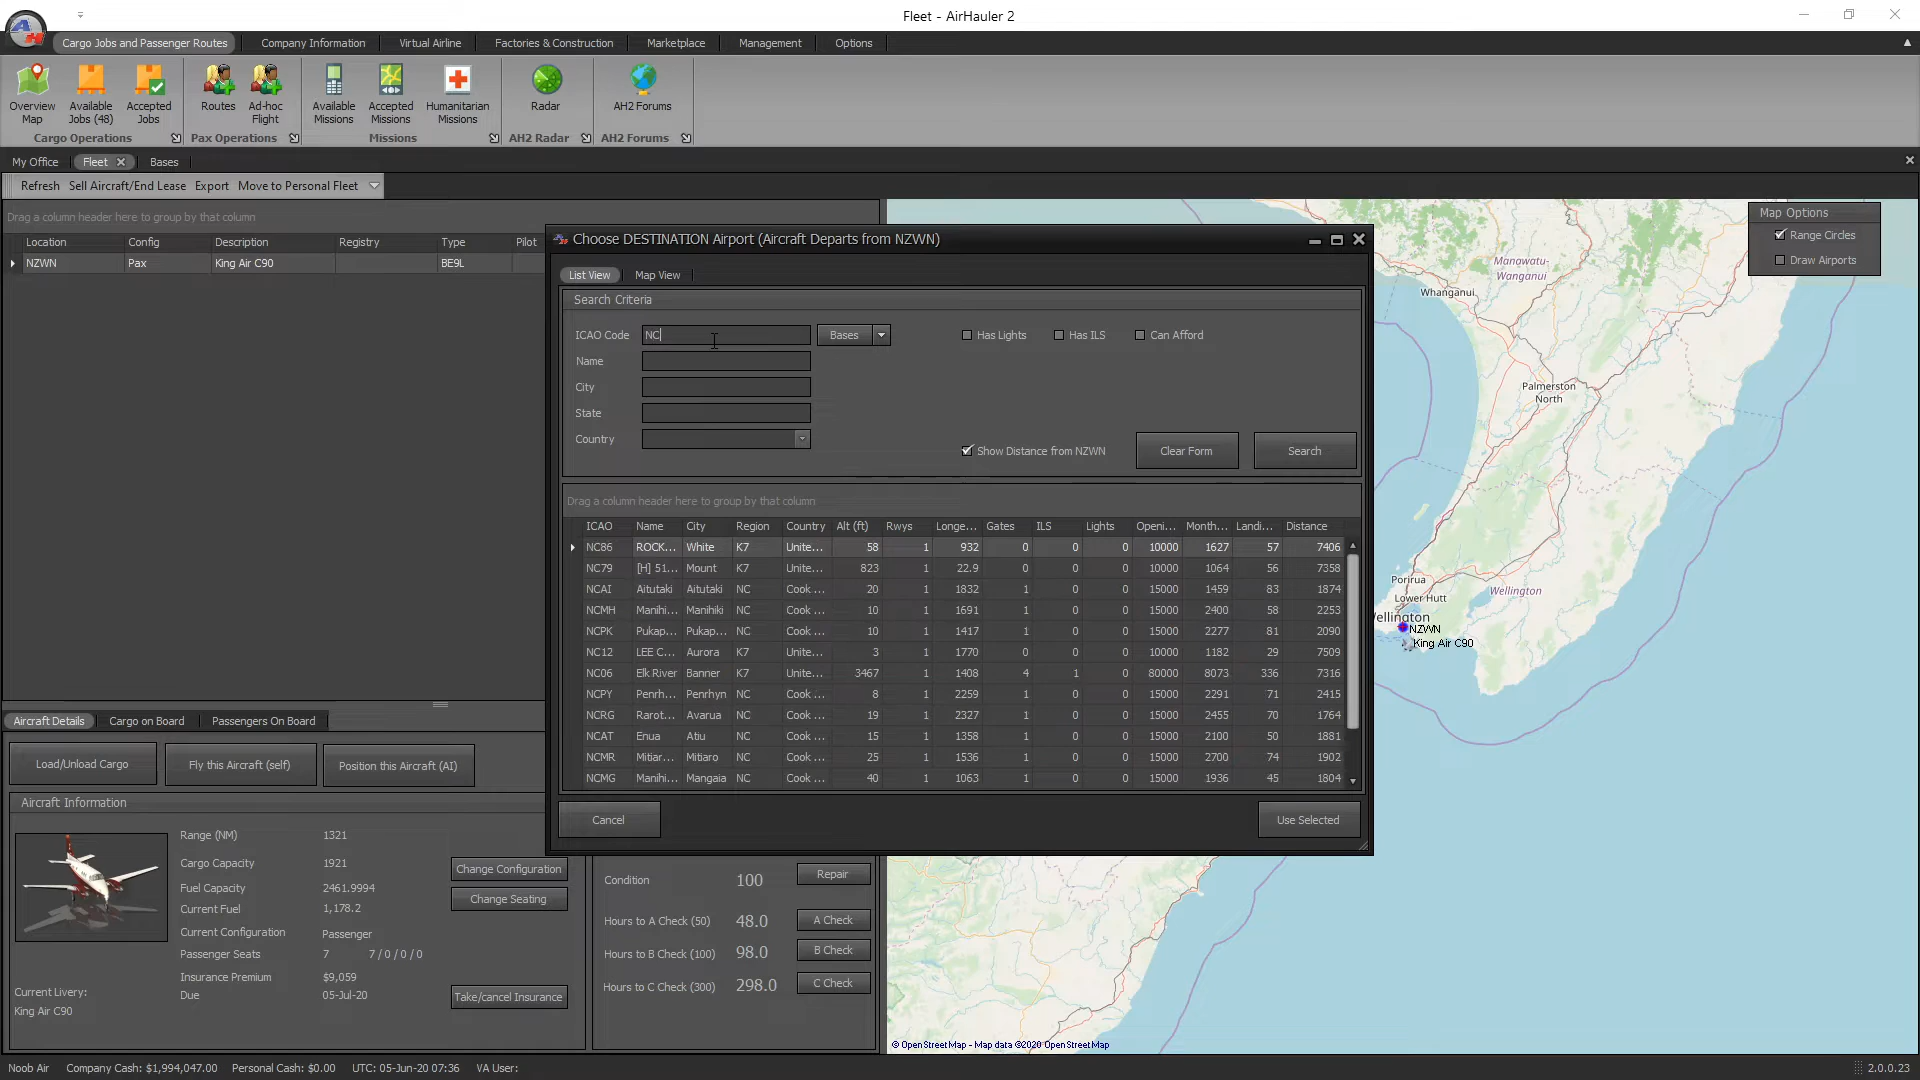 Fleet - AirHauler 2
Cargo Jobs and Passenger Routes Company Information Virtual Airline Factories & Construction Marketplace Management Options
Overview Map
Available Jobs (48)
Accepted Jobs
Routes
Ad-hoc Flight
Available Missions
Accepted Missions
Humanitarian Missions
Radar
AH2 Forums
Cargo Operations Pax Operations Missions AH2 Radar AH2 Forums
My Office Fleet Bases
Refresh Sell Aircraft/End Lease Export Move to Personal Fleet
Drag a column header here to group by that column
Location Config Description Registry Type Pilot
NZWN Pax King Air C90 BE9L
Choose DESTINATION Airport (Aircraft Departs from NZWN)
List View Map View
Search Criteria
ICAO Code NC Bases Has Lights Has ILS Can Afford
Name
City
State
Country
Show Distance from NZWN Clear Form Search
Drag a column header here to group by that column
ICAO Name City Region Country Alt (ft) Rwys Longe... Gates ILS Lights Openi... Month... Landi... Distance
NC86 ROCK... White K7 Unite... 58 1 932 0 0 0 10000 1627 57 7406
NC79 [H] 51... Mount K7 Unite... 823 1 22.9 0 0 0 10000 1064 56 7358
NCAI Aitutaki Aitutaki NC Cook ... 20 1 1832 1 0 0 15000 1459 83 1874
NCMH Manihi... Manihiki NC Cook ... 10 1 1691 1 0 0 15000 2400 58 2253
NCPK Pukap... Pukap... NC Cook ... 10 1 1417 1 0 0 15000 2277 81 2090
NC12 LEE C... Aurora K7 Unite... 3 1 1770 0 0 0 10000 1182 29 7509
NC06 Elk River Banner K7 Unite... 3467 1 1408 4 1 0 80000 8073 336 7316
NCPY Penrh... Penrhyn NC Cook ... 8 1 2259 1 0 0 15000 2291 71 2415
NCRG Rarot... Avarua NC Cook ... 19 1 2327 1 0 0 15000 2455 70 1764
NCAT Enua Atiu NC Cook ... 15 1 1358 1 0 0 15000 2100 50 1881
NCMR Mitiar... Mitiaro NC Cook ... 25 1 1536 1 0 0 15000 2700 74 1902
NCMG Manihi... Mangaia NC Cook ... 40 1 1063 1 0 0 15000 1936 45 1804
Cancel Use Selected
Map Options
Range Circles
Draw Airports
Manawatu-
Whanganui
Whanganui
Palmerston
North
Porirua
Lower Hutt
Wellington
ellington
NZWN
King Air C90
Aircraft Details Cargo on Board Passengers On Board
Load/Unload Cargo Fly this Aircraft (self) Position this Aircraft (AI)
Aircraft Information
Range (NM) 1321
Cargo Capacity 1921
Fuel Capacity 2461.9994
Current Fuel 1,178.2
Current Configuration Passenger
Passenger Seats 7 7 / 0 / 0 / 0
Insurance Premium $9,059
Due 05-Jul-20
Current Livery:
King Air C90
Change Configuration
Change Seating
Take/cancel Insurance
Condition 100 Repair
Hours to A Check (50) 48.0 A Check
Hours to B Check (100) 98.0 B Check
Hours to C Check (300) 298.0 C Check
© OpenStreetMap - Map data ©2020 OpenStreetMap
Noob Air Company Cash: $1,994,047.00 Personal Cash: $0.00 UTC: 05-Jun-20 07:36 VA User: 2.0.0.23